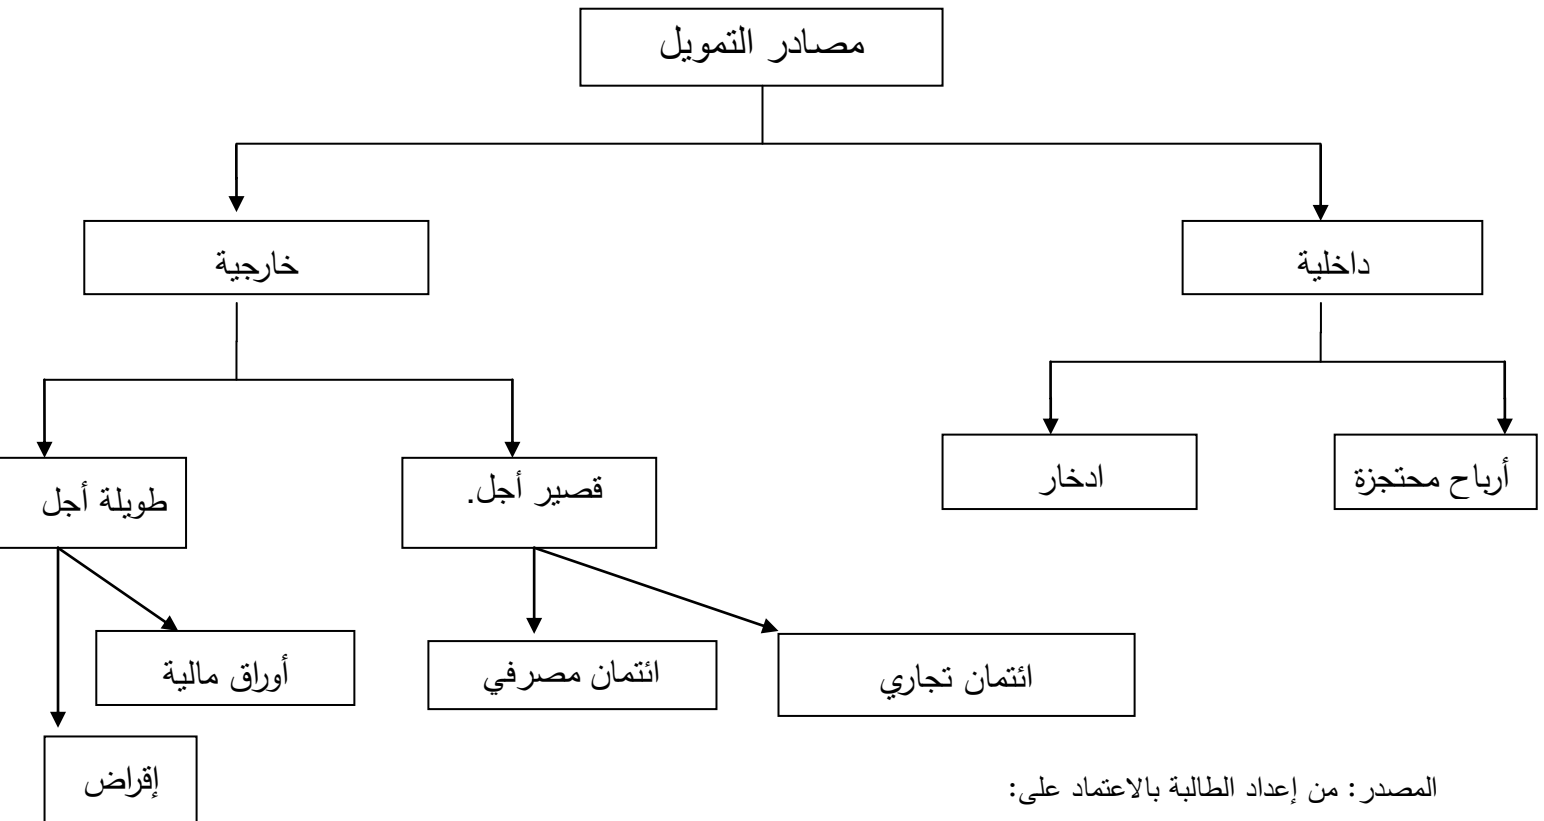 مصادر التمويل
داخلية
خارجية
أرباح محتجزة
ادخار
قصير أجل.
طويلة أجل
ائتمان تجاري
ائتمان مصرفي
أوراق مالية
إقراض
المصدر: من إعداد الطالبة بالاعتماد على: